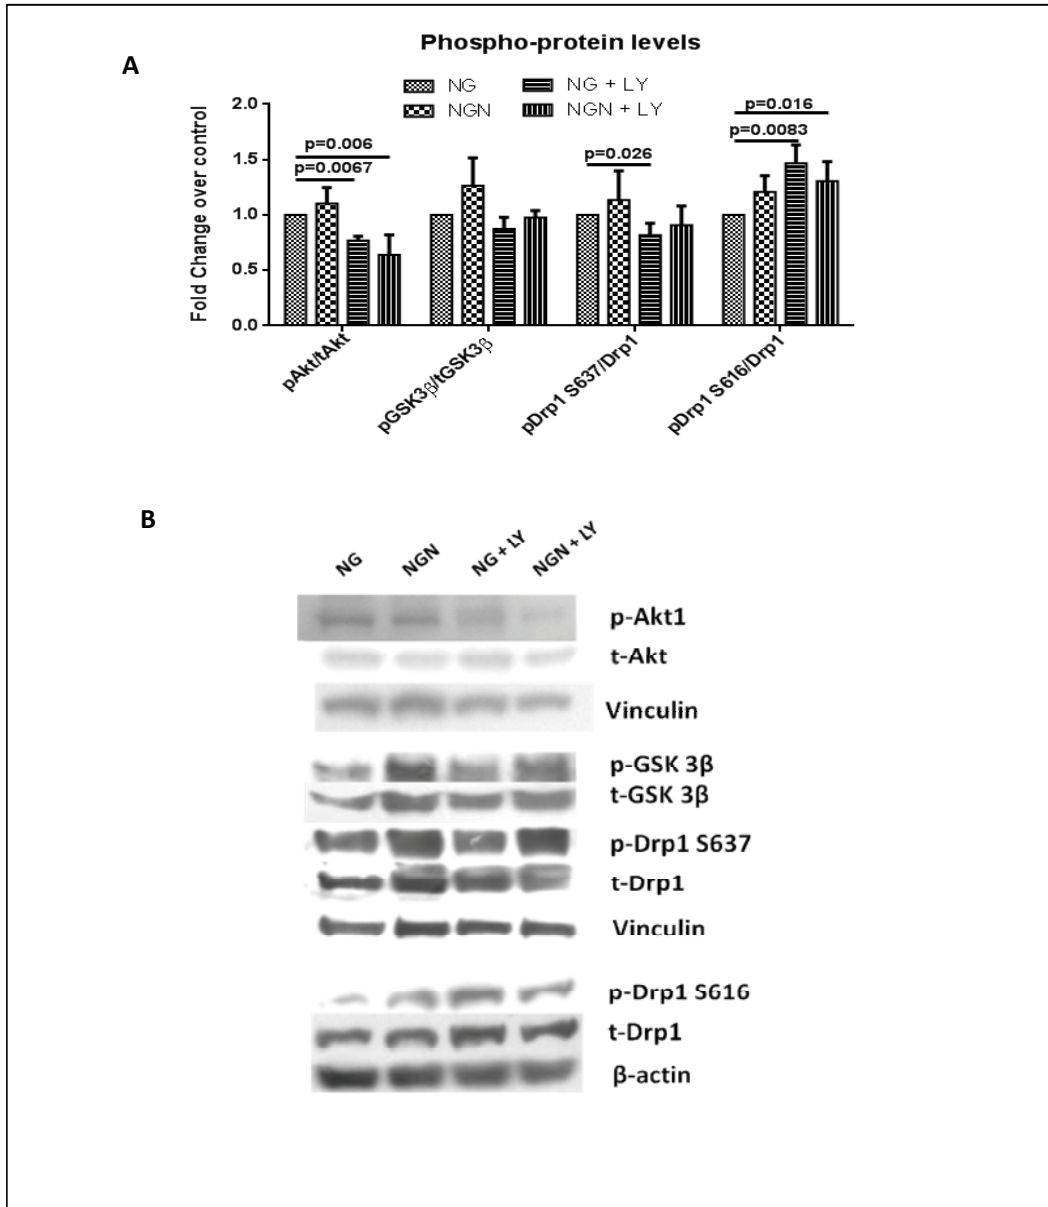 A
Phospho-protein levels
NG
NG + LY
NGN
NGN + LY
Fold Change over control
2.0
1.5
1.0
0.5
0.0
p=0.006
p=0.0067
p=0.026
p=0.016
p=0.0083
pAkt/tAkt
pGSK3β/tGSK3β
pDrp1 S637/Drp1
pDrp1 S616/Drp1
B
NG
NGN
NG + LY
NGN + LY
p-Akt1
t-Akt
Vinculin
p-GSK 3β
t-GSK 3β
p-Drp1 S637
t-Drp1
Vinculin
p-Drp1 S616
t-Drp1
β-actin